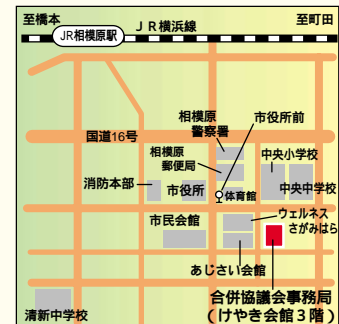 至橋本
JR横浜線
至町田
JR相模原駅
国道16号
相模原
警察署
市役所前
相模原
郵便局
中央小学校
消防本部
市役所
体育館
中央中学校
市民会館
ウェルネス
さがみはら
あじさい会館
合併協議会事務局
(けやき会館3階)
清新中学校